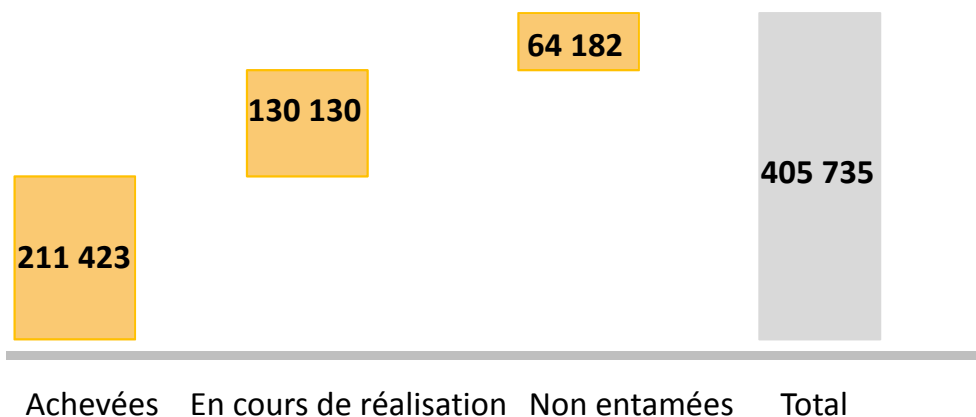 64 182
130 130
405 735
211 423
Achevées En cours de réalisation Non entamées Total